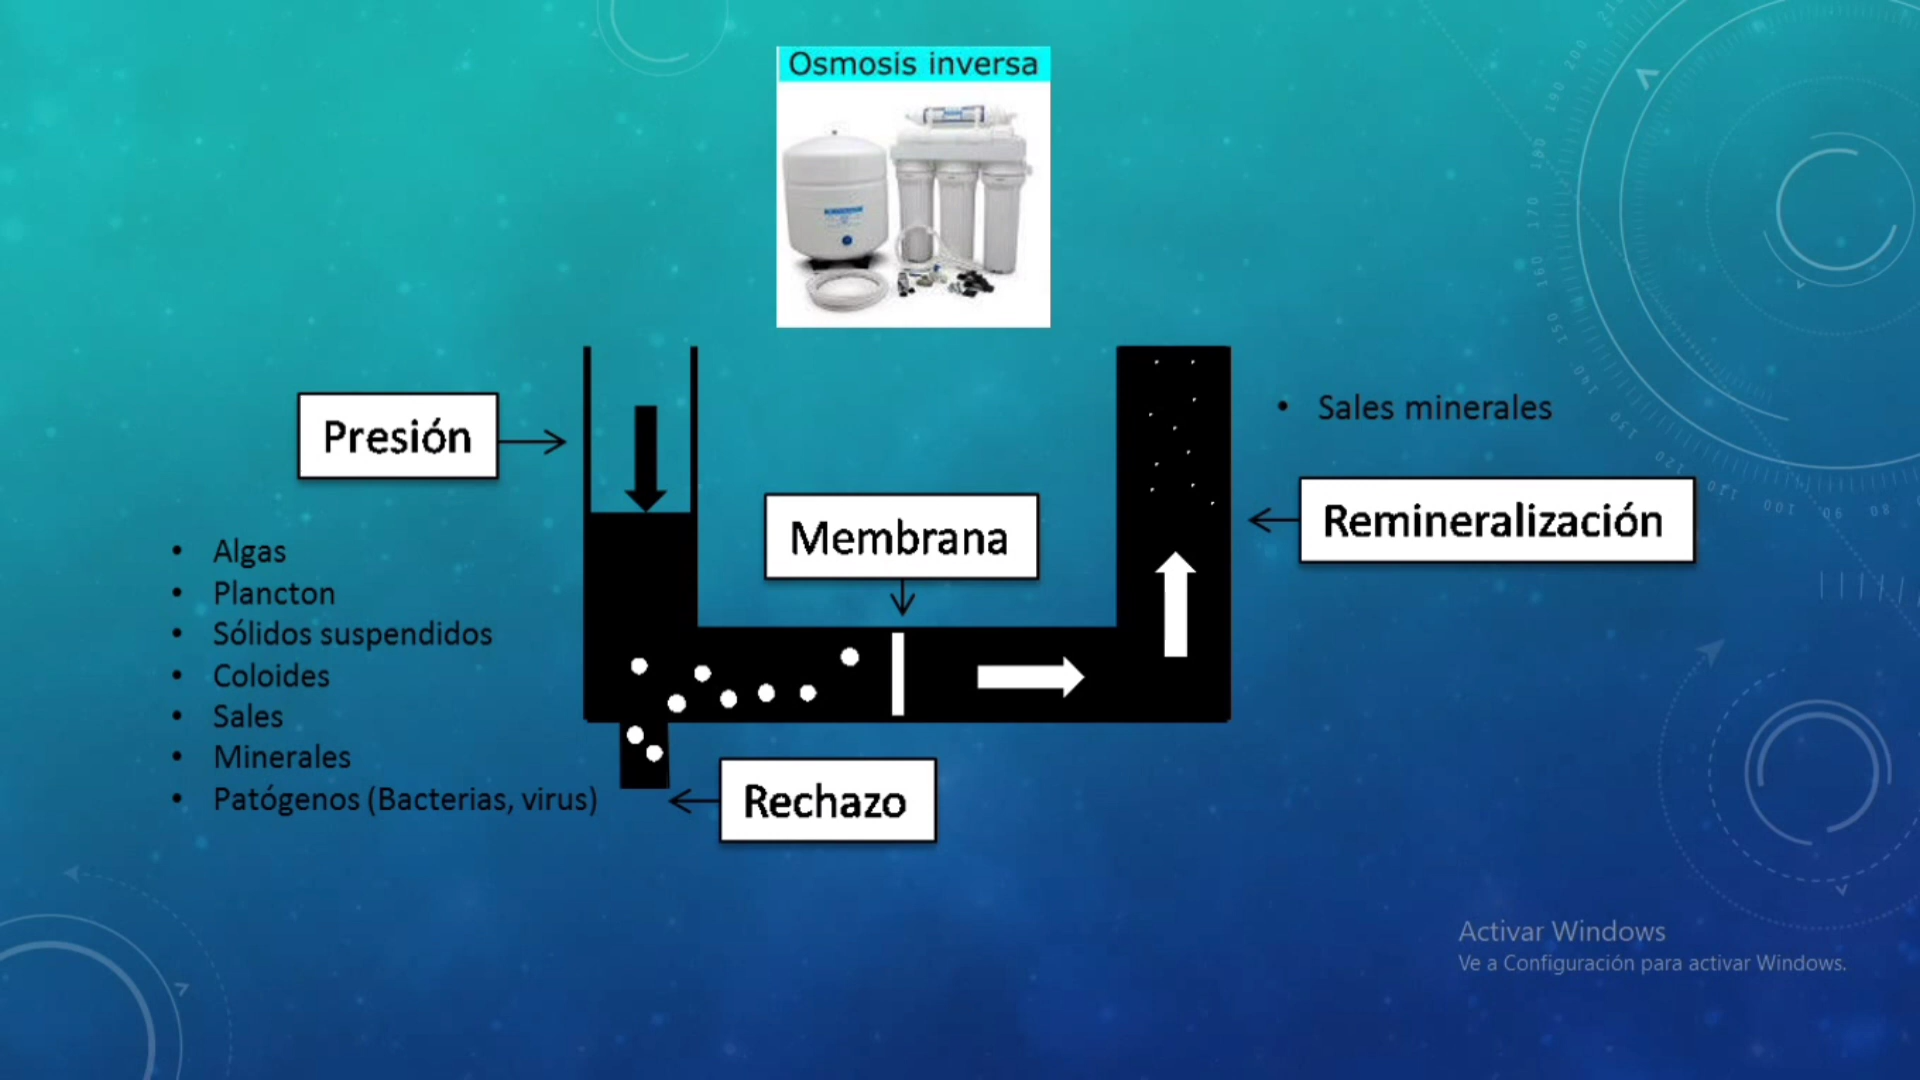 Osmosis inversa
Presión
• Sales minerales
Membrana
Remineralización
• Algas
• Plancton
• Sólidos suspendidos
• Coloides
• Sales
• Minerales
• Patógenos (Bacterias, virus)
Rechazo
Activar Windows
Ve a Configuración para activar Windows.